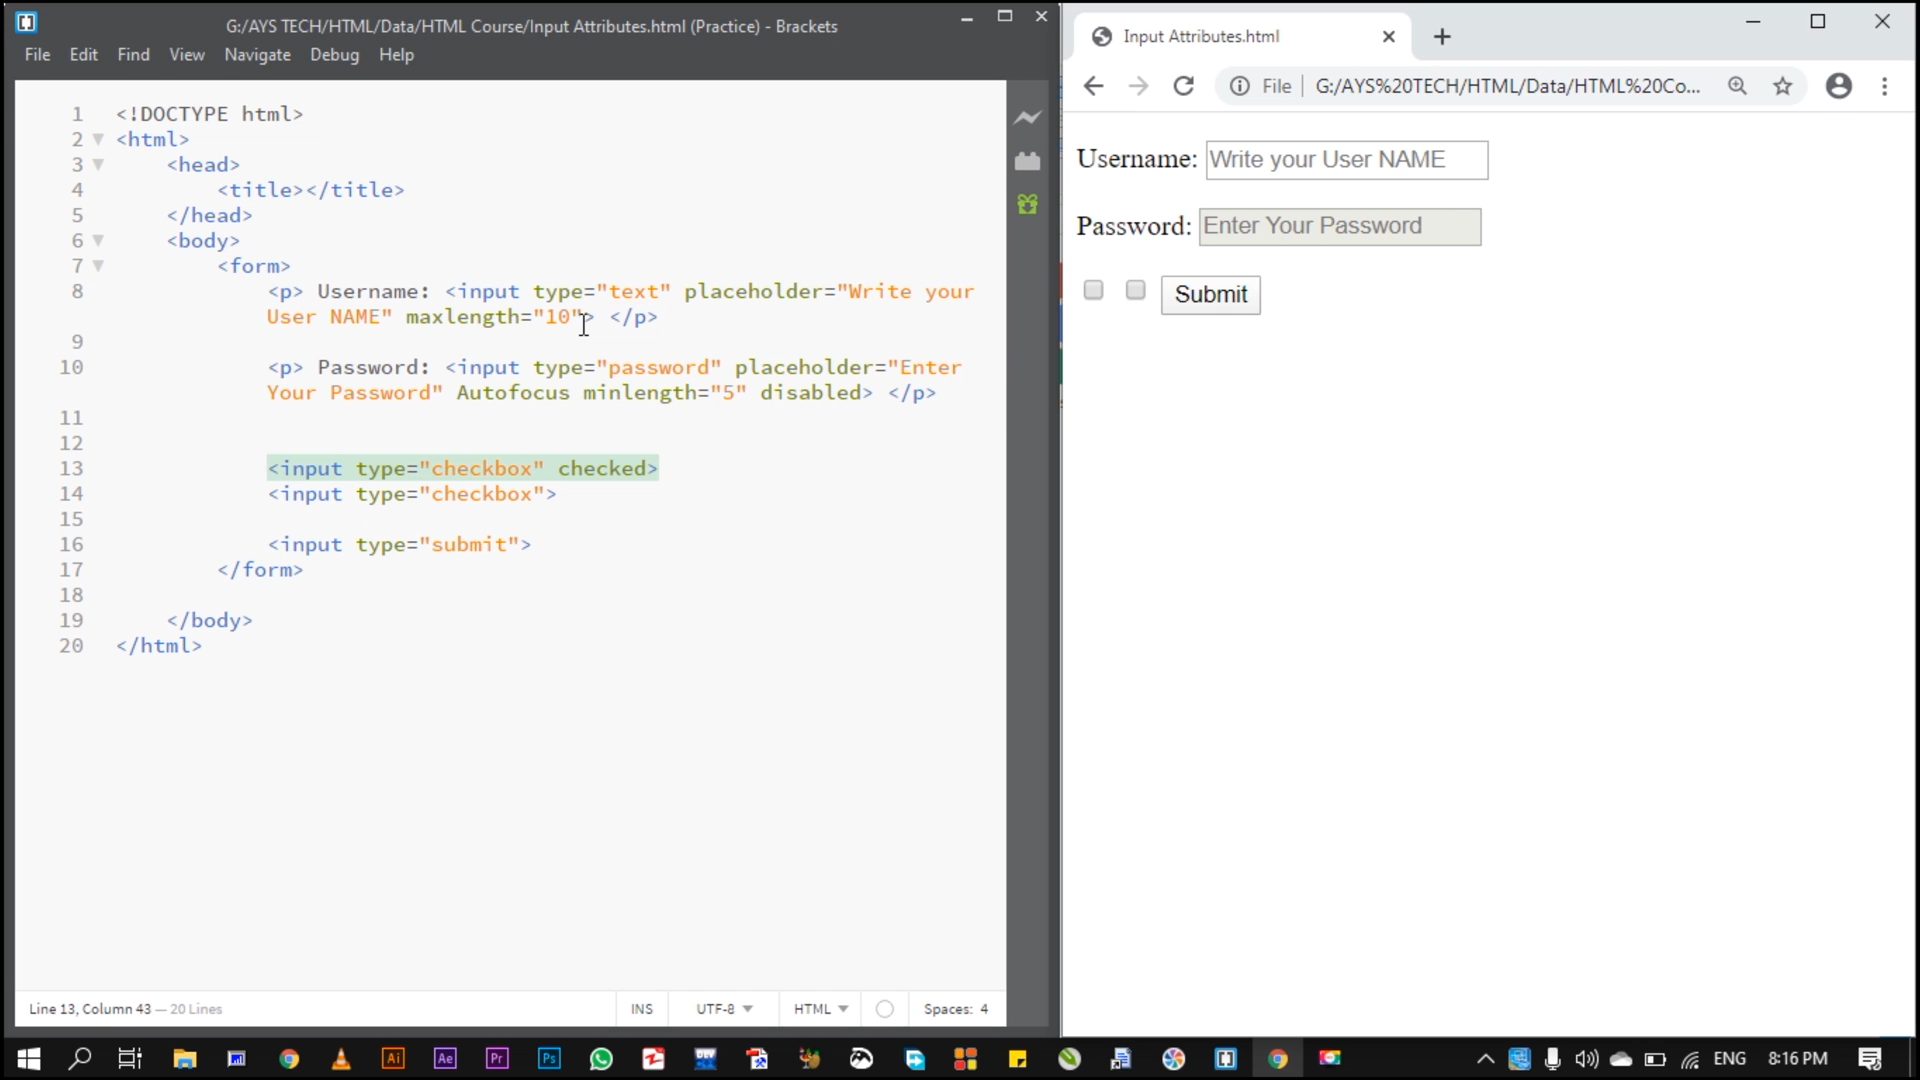 G:/AYS TECH/HTML/Data/HTML Course/Input Attributes.html (Practice) - Brackets
File Edit Find View Navigate Debug Help
1 <!DOCTYPE html>
2 <html>
3 <head>
4 <title></title>
5 </head>
6 <body>
7 <form>
8 <p> Username: <input type="text" placeholder="Write your
User NAME" maxlength="10"> </p>
9
10 <p> Password: <input type="password" placeholder="Enter
Your Password" Autofocus minlength="5" disabled> </p>
11
12
13 <input type="checkbox" checked>
14 <input type="checkbox">
15
16 <input type="submit">
17 </form>
18
19 </body>
20 </html>
Line 13, Column 43 — 20 Lines
INS UTF-8 HTML Spaces: 4
Input Attributes.html
File G:/AYS%20TECH/HTML/Data/HTML%20Co...
Username: Write your User NAME
Password: Enter Your Password
Submit
Ai Ae Pr Ps DEV
ENG 8:16 PM